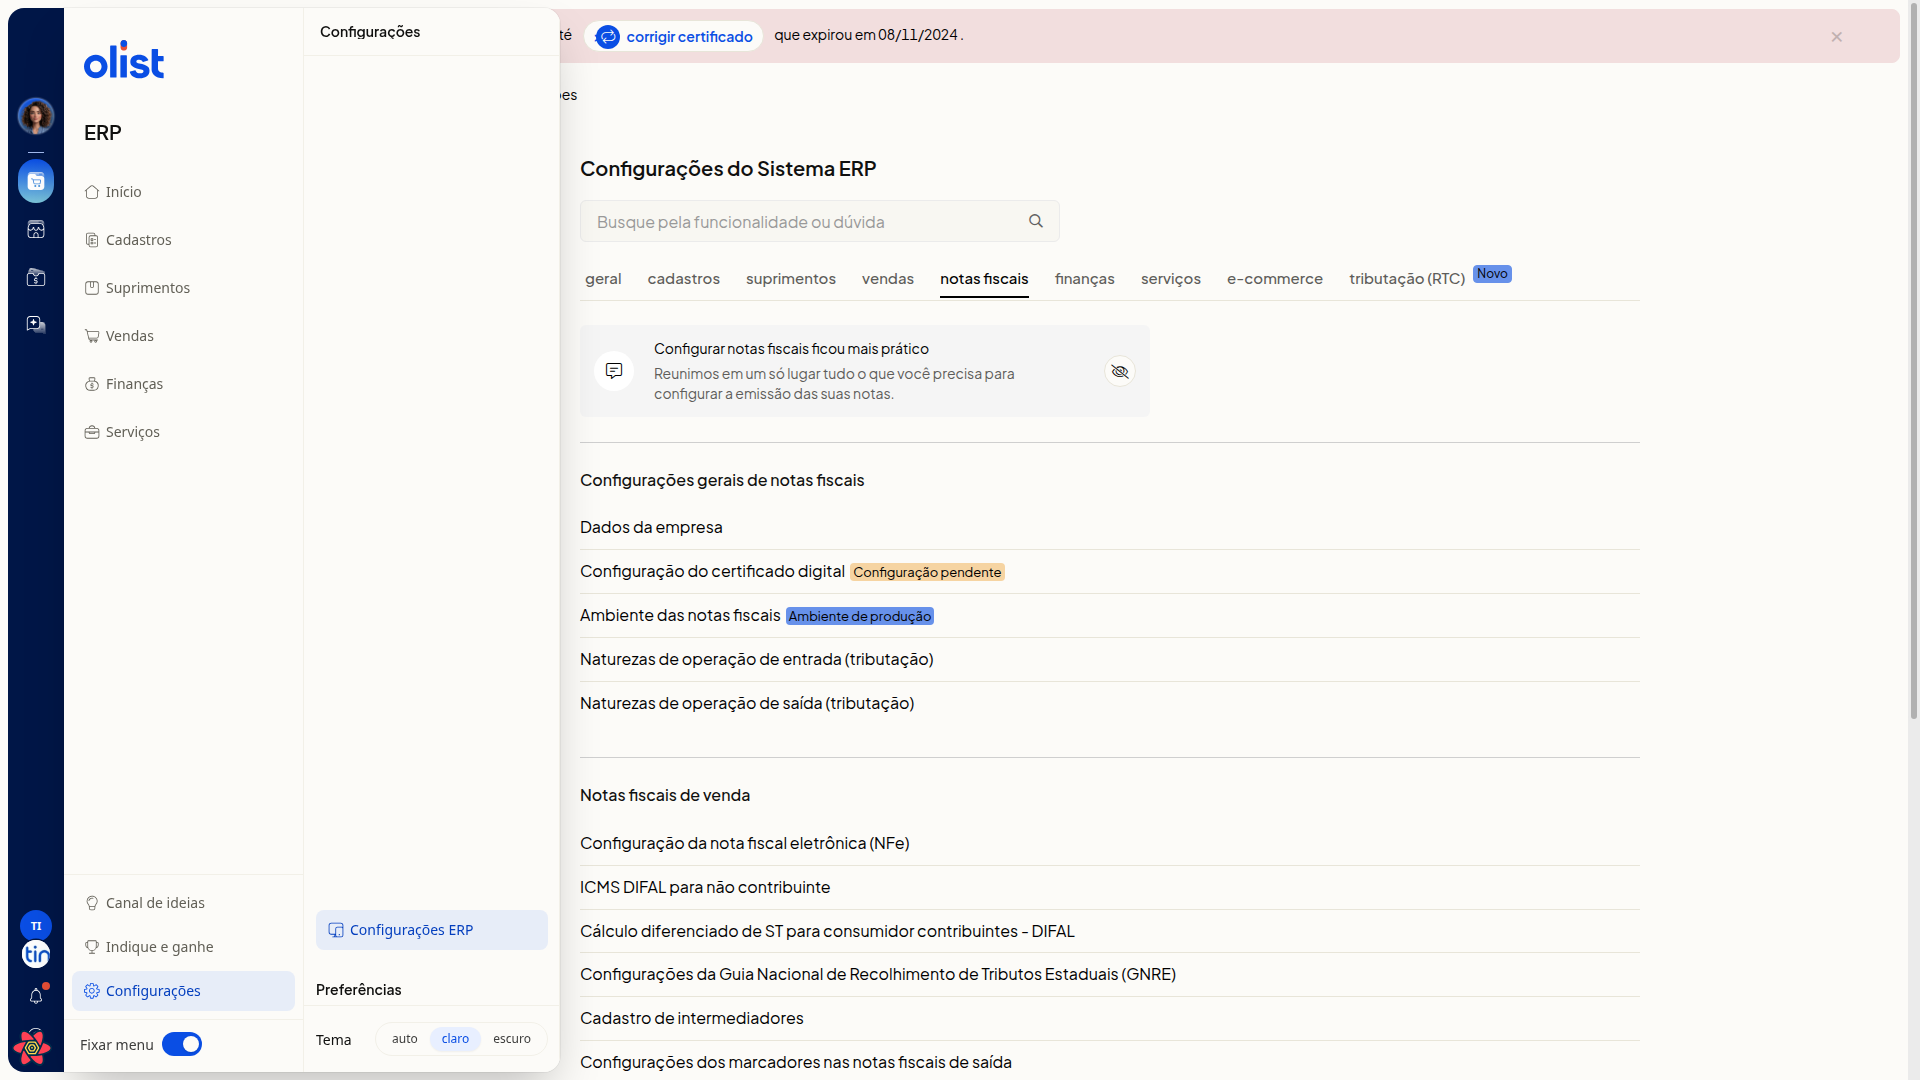 olist
ERP
Início
Cadastros
Suprimentos
Vendas
Finanças
Serviços
Canal de ideias
Indique e ganhe
Configurações
Fixar menu
TI
tin
Configurações
Configurações ERP
Preferências
Tema
auto
claro
escuro
té corrigir certificado que expirou em 08/11/2024 .
ões
Configurações do Sistema ERP
Busque pela funcionalidade ou dúvida
geral cadastros suprimentos vendas notas fiscais finanças serviços e-commerce tributação (RTC) Novo
Configurar notas fiscais ficou mais prático
Reunimos em um só lugar tudo o que você precisa para
configurar a emissão das suas notas.
Configurações gerais de notas fiscais
Dados da empresa
Configuração do certificado digital Configuração pendente
Ambiente das notas fiscais Ambiente de produção
Naturezas de operação de entrada (tributação)
Naturezas de operação de saída (tributação)
Notas fiscais de venda
Configuração da nota fiscal eletrônica (NFe)
ICMS DIFAL para não contribuinte
Cálculo diferenciado de ST para consumidor contribuintes - DIFAL
Configurações da Guia Nacional de Recolhimento de Tributos Estaduais (GNRE)
Cadastro de intermediadores
Configurações dos marcadores nas notas fiscais de saída